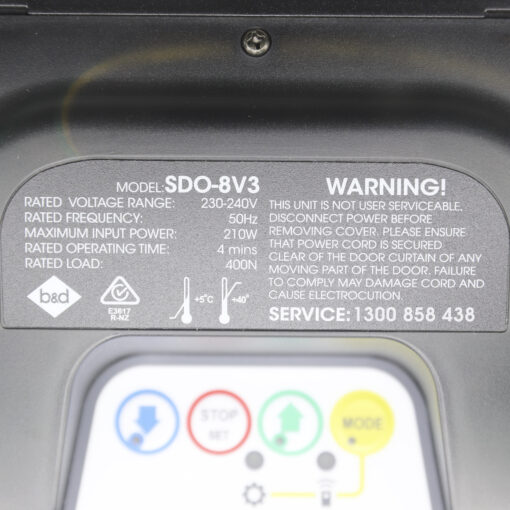 MODEL: SDO-8V3
RATED VOLTAGE RANGE: 230-240V
RATED FREQUENCY: 50Hz
MAXIMUM INPUT POWER: 210W
RATED OPERATING TIME: 4 mins
RATED LOAD: 400N
b&d
E3817
R-NZ
+5°C
+40°
WARNING!
THIS UNIT IS NOT USER SERVICEABLE.
DISCONNECT POWER BEFORE
REMOVING COVER. PLEASE ENSURE
THAT POWER CORD IS SECURED
CLEAR OF THE DOOR CURTAIN OF ANY
MOVING PART OF THE DOOR. FAILURE
TO COMPLY MAY DAMAGE CORD AND
CAUSE ELECTROCUTION.
SERVICE: 1300 858 438
STOP
SET
MODE